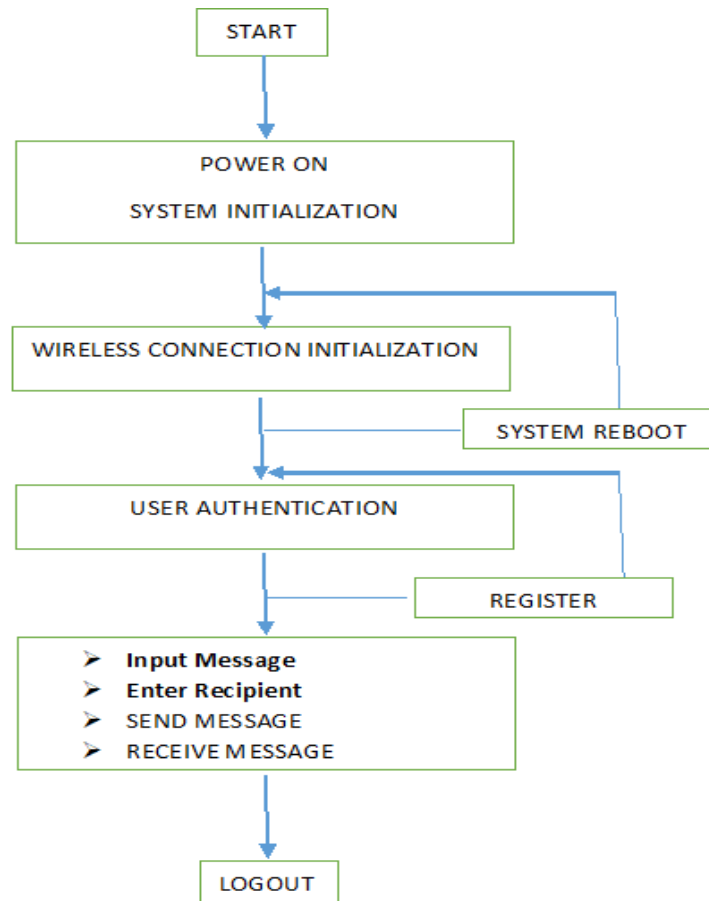 START
POWER ON
SYSTEM INITIALIZATION
WIRELESS CONNECTION INITIALIZATION
SYSTEM REBOOT
USER AUTHENTICATION
REGISTER
➢ Input Message
➢ Enter Recipient
➢ SEND MESSAGE
➢ RECEIVE MESSAGE
LOGOUT